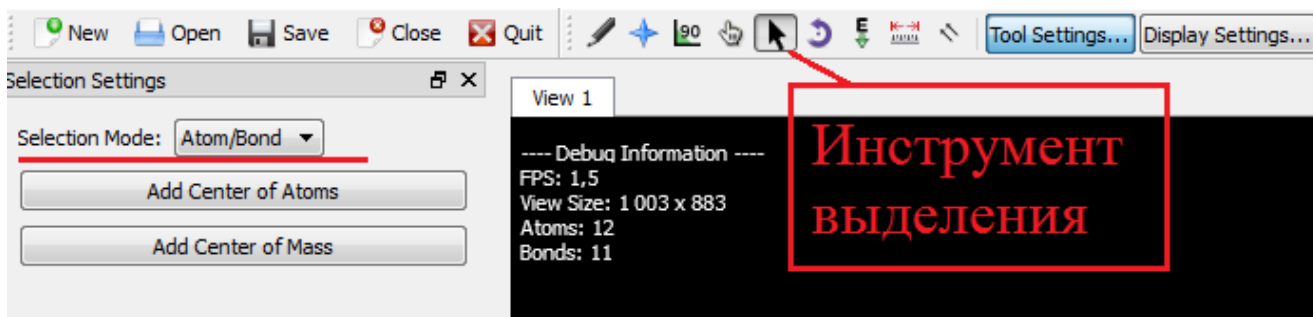 New Open Save Close Quit 90 E Tool Settings... Display Settings...
Selection Settings
View 1
Selection Mode: Atom/Bond
Add Center of Atoms
Add Center of Mass
---- Debug Information ----
FPS: 1,5
View Size: 1 003 x 883
Atoms: 12
Bonds: 11
Инструмент
выделения